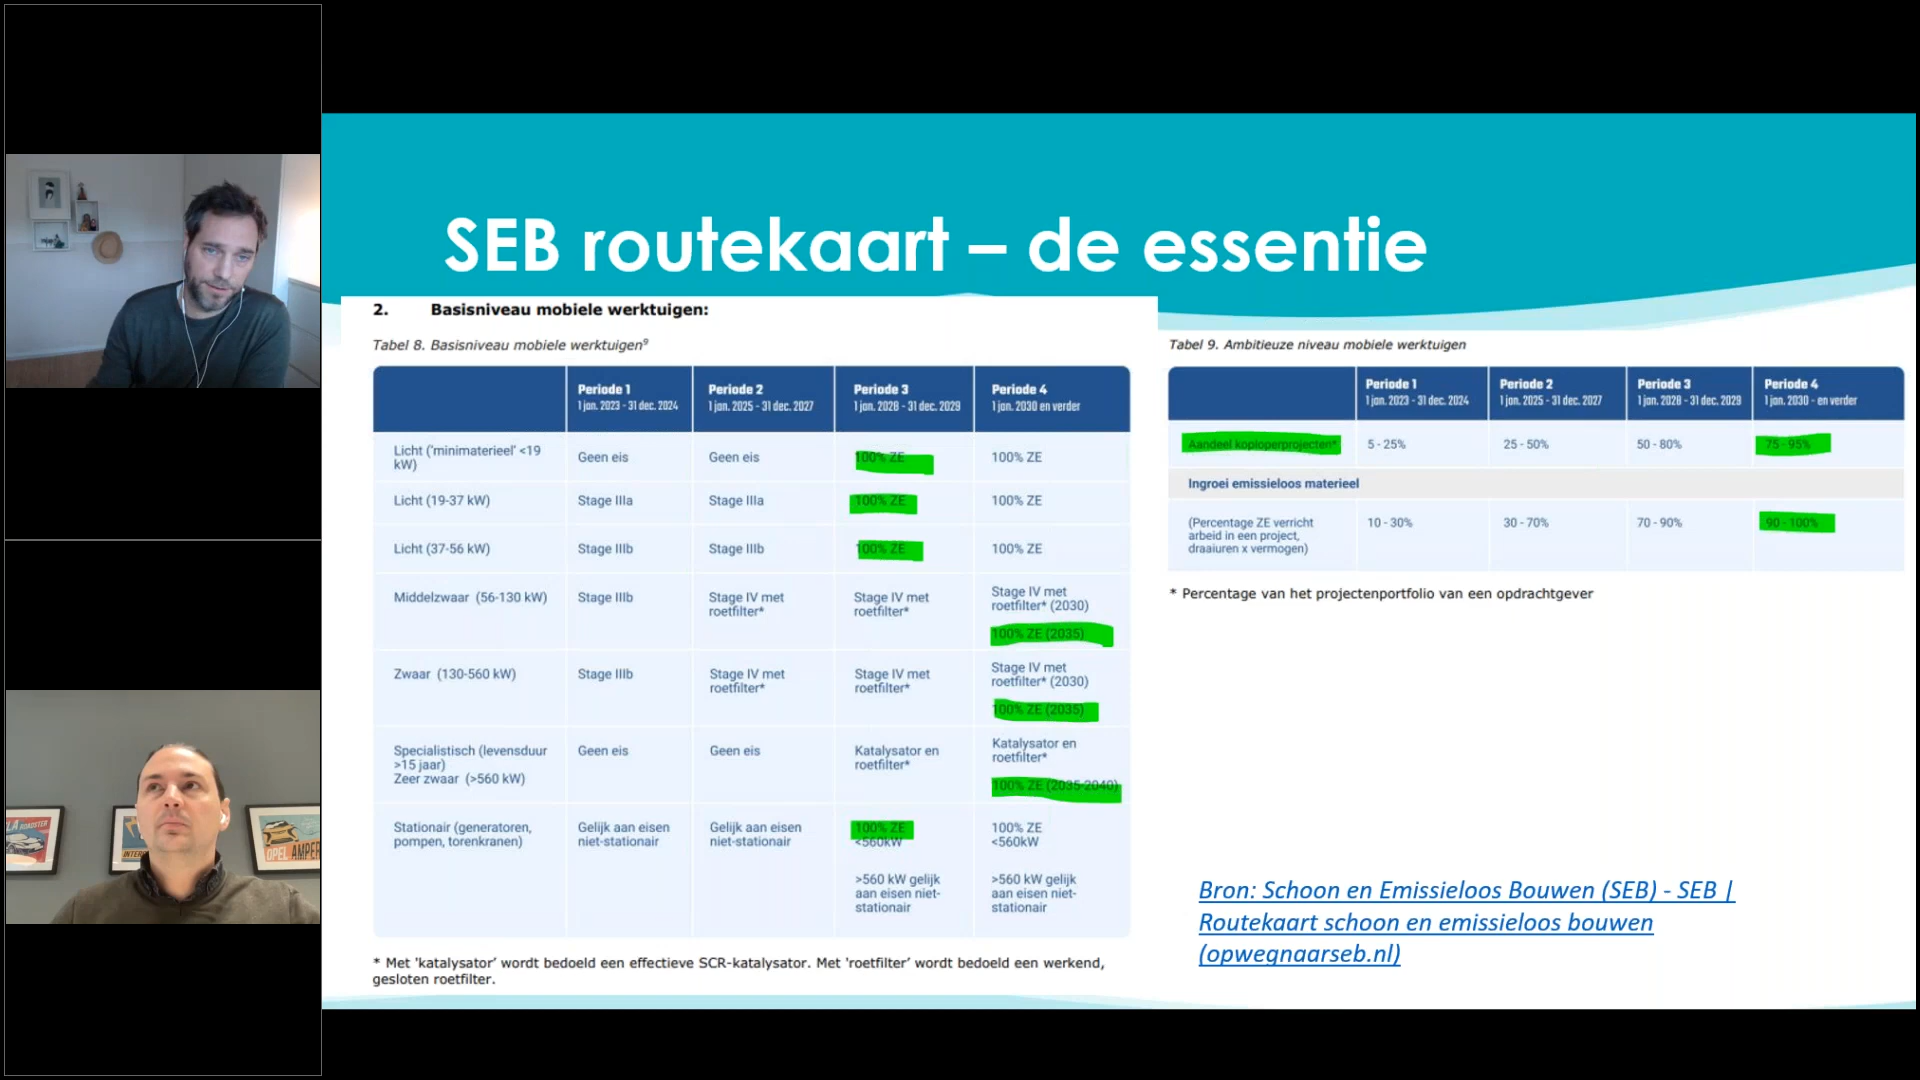 SEB routekaart – de essentie
2. Basisniveau mobiele werktuigen:
Tabel 8. Basisniveau mobiele werktuigen⁹
Periode 1 Periode 2 Periode 3 Periode 4
1 jan. 2023 - 31 dec. 2024 1 jan. 2025 - 31 dec. 2027 1 jan. 2028 - 31 dec. 2029 1 jan. 2030 en verder
Licht ('minimaterieel' <19
kW) Geen eis Geen eis 100% ZE 100% ZE
Licht (19-37 kW) Stage IIIa Stage IIIa 100% ZE 100% ZE
Licht (37-56 kW) Stage IIIb Stage IIIb 100% ZE 100% ZE
Middelzwaar (56-130 kW) Stage IIIb Stage IV met Stage IV met Stage IV met
roetfilter* roetfilter* roetfilter* (2030)
100% ZE (2035)
Zwaar (130-560 kW) Stage IIIb Stage IV met Stage IV met Stage IV met
roetfilter* roetfilter* roetfilter* (2030)
100% ZE (2035)
Specialistisch (levensduur Geen eis Geen eis Katalysator en Katalysator en
>15 jaar) roetfilter* roetfilter*
Zeer zwaar (>560 kW) 100% ZE (2035-2040)
Stationair (generatoren, Gelijk aan eisen Gelijk aan eisen 100% ZE 100% ZE
pompen, torenkranen) niet-stationair niet-stationair <560kW <560kW
>560 kW gelijk >560 kW gelijk
aan eisen niet- aan eisen niet-
stationair stationair
* Met 'katalysator' wordt bedoeld een effectieve SCR-katalysator. Met 'roetfilter' wordt bedoeld een werkend,
gesloten roetfilter.
Tabel 9. Ambitieuze niveau mobiele werktuigen
Periode 1 Periode 2 Periode 3 Periode 4
1 jan. 2023 - 31 dec. 2024 1 jan. 2025 - 31 dec. 2027 1 jan. 2028 - 31 dec. 2029 1 jan. 2030 - en verder
Aandeel koploperprojecten* 5 - 25% 25 - 50% 50 - 80% 75 - 95%
Ingroei emissieloos materieel
(Percentage ZE verricht 10 - 30% 30 - 70% 70 - 90% 90 - 100%
arbeid in een project,
draaiuren x vermogen)
* Percentage van het projectenportfolio van een opdrachtgever
Bron: Schoon en Emissieloos Bouwen (SEB) - SEB |
Routekaart schoon en emissieloos bouwen
(opwegnaarseb.nl)
ROADSTER
OPEL AMPER